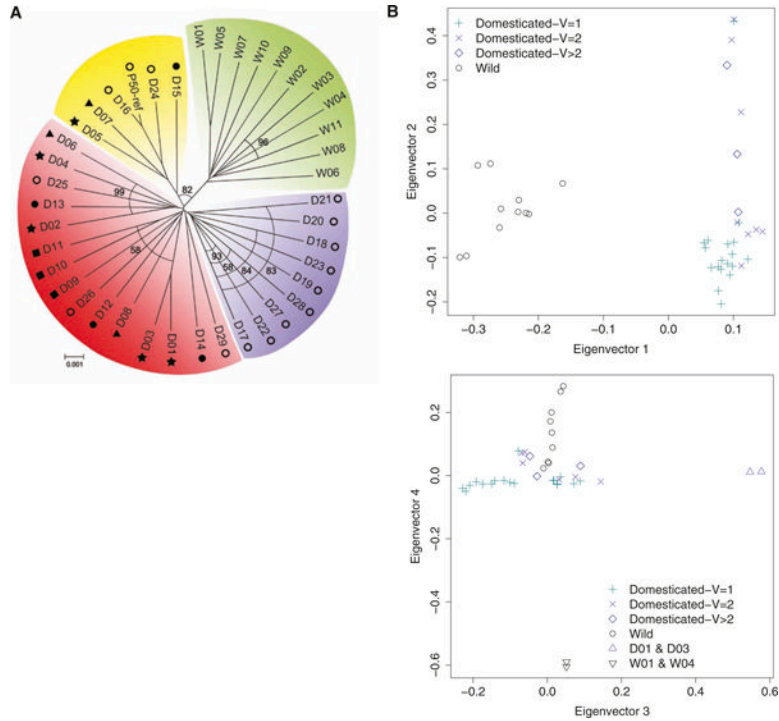 A
W01
W05
W07
W10
W09
W02
W03
W04
W11
W08
W06
D15
D24
P50-ref
D16
D07
D05
D06
D04
D25
D13
D02
D11
D10
D09
D26
D12
D08
D03
D01
D14
D29
D17
D22
D27
D28
D19
D23
D18
D20
D21
96
82
99
58
93
58
84
83
0.001
B
Domesticated-V=1
Domesticated-V=2
Domesticated-V>2
Wild
Eigenvector 2
0.4
0.3
0.2
0.1
0.0
−0.1
−0.2
−0.3 −0.2 −0.1 0.0 0.1
Eigenvector 1
Eigenvector 4
0.2
0.0
−0.2
−0.4
−0.6
Domesticated-V=1
Domesticated-V=2
Domesticated-V>2
Wild
D01 & D03
W01 & W04
−0.2 0.0 0.2 0.4 0.6
Eigenvector 3